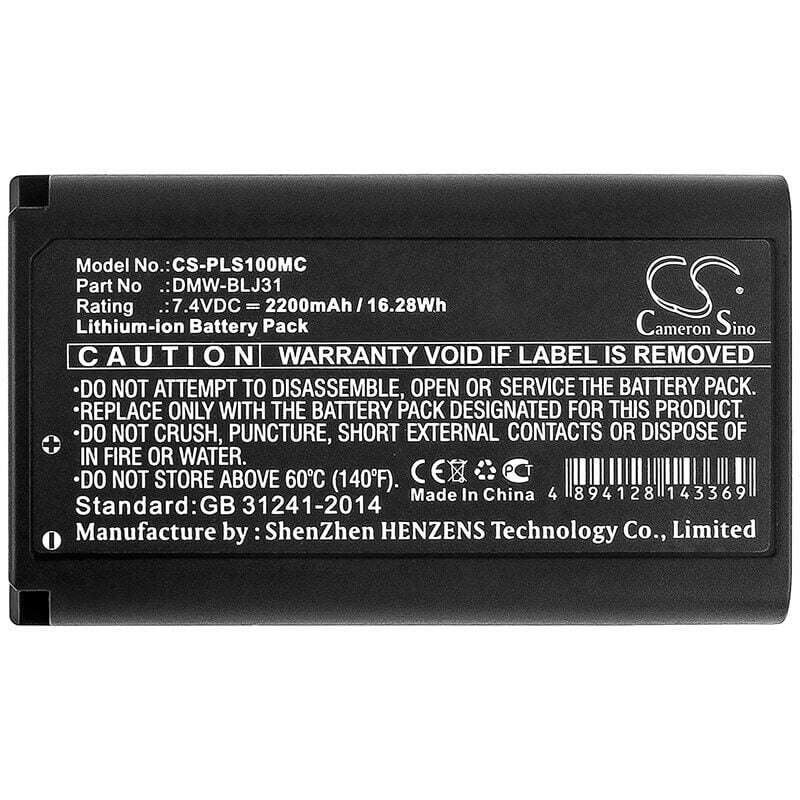 Model No.:CS-PLS100MC
Part No .:DMW-BLJ31
Rating .:7.4VDC ⎓ 2200mAh / 16.28Wh
Lithium-ion Battery Pack
CS
Cameron Sino
CAUTION WARRANTY VOID IF LABEL IS REMOVED
•DO NOT ATTEMPT TO DISASSEMBLE, OPEN OR SERVICE THE BATTERY PACK.
•REPLACE ONLY WITH THE BATTERY PACK DESIGNATED FOR THIS PRODUCT.
•DO NOT CRUSH, PUNCTURE, SHORT EXTERNAL CONTACTS OR DISPOSE OF
IN FIRE OR WATER.
•DO NOT STORE ABOVE 60ºC (140ºF).
CE PCT
Made In China
4 894128 143369
Standard:GB 31241-2014
Manufacture by : ShenZhen HENZENS Technology Co., Limited